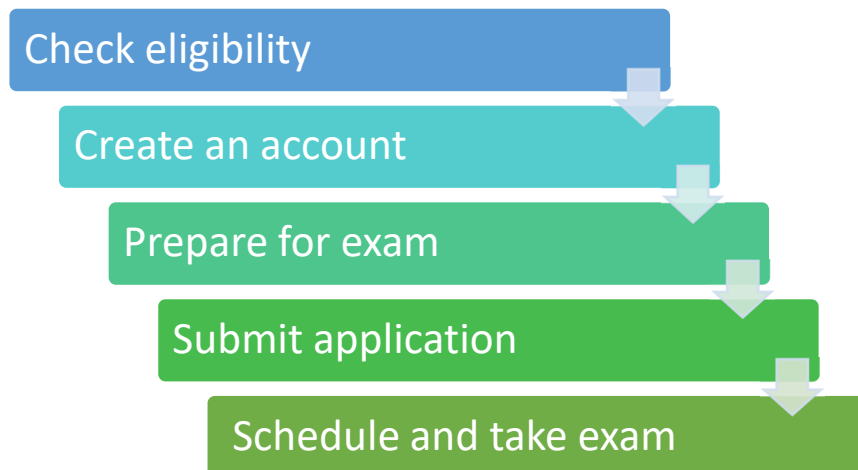 Check eligibility
Create an account
Prepare for exam
Submit application
Schedule and take exam